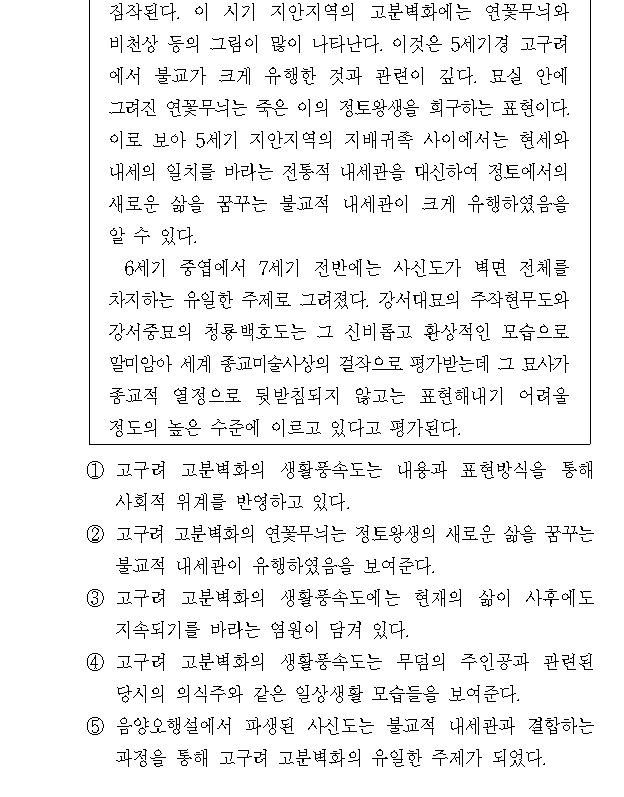 짐작된다. 이 시기 지안지역의 고분벽화에는 연꽃무늬와
비천상 등의 그림이 많이 나타난다. 이것은 5세기경 고구려
에서 불교가 크게 유행한 것과 관련이 깊다. 묘실 안에
그려진 연꽃무늬는 죽은 이의 정토왕생을 희구하는 표현이다.
이로 보아 5세기 지안지역의 지배귀족 사이에서는 현세와
내세의 일치를 바라는 전통적 내세관을 대신하여 정토에서의
새로운 삶을 꿈꾸는 불교적 내세관이 크게 유행하였음을
알 수 있다.
6세기 중엽에서 7세기 전반에는 사신도가 벽면 전체를
차지하는 유일한 주제로 그려졌다. 강서대묘의 주작현무도와
강서중묘의 청룡백호도는 그 신비롭고 환상적인 모습으로
말미암아 세계 종교미술사상의 걸작으로 평가받는데 그 묘사가
종교적 열정으로 뒷받침되지 않고는 표현해내기 어려울
정도의 높은 수준에 이르고 있다고 평가된다.
① 고구려 고분벽화의 생활풍속도는 내용과 표현방식을 통해
사회적 위계를 반영하고 있다.
② 고구려 고분벽화의 연꽃무늬는 정토왕생의 새로운 삶을 꿈꾸는
불교적 내세관이 유행하였음을 보여준다.
③ 고구려 고분벽화의 생활풍속도에는 현재의 삶이 사후에도
지속되기를 바라는 염원이 담겨 있다.
④ 고구려 고분벽화의 생활풍속도는 무덤의 주인공과 관련된
당시의 의식주와 같은 일상생활 모습들을 보여준다.
⑤ 음양오행설에서 파생된 사신도는 불교적 내세관과 결합하는
과정을 통해 고구려 고분벽화의 유일한 주제가 되었다.